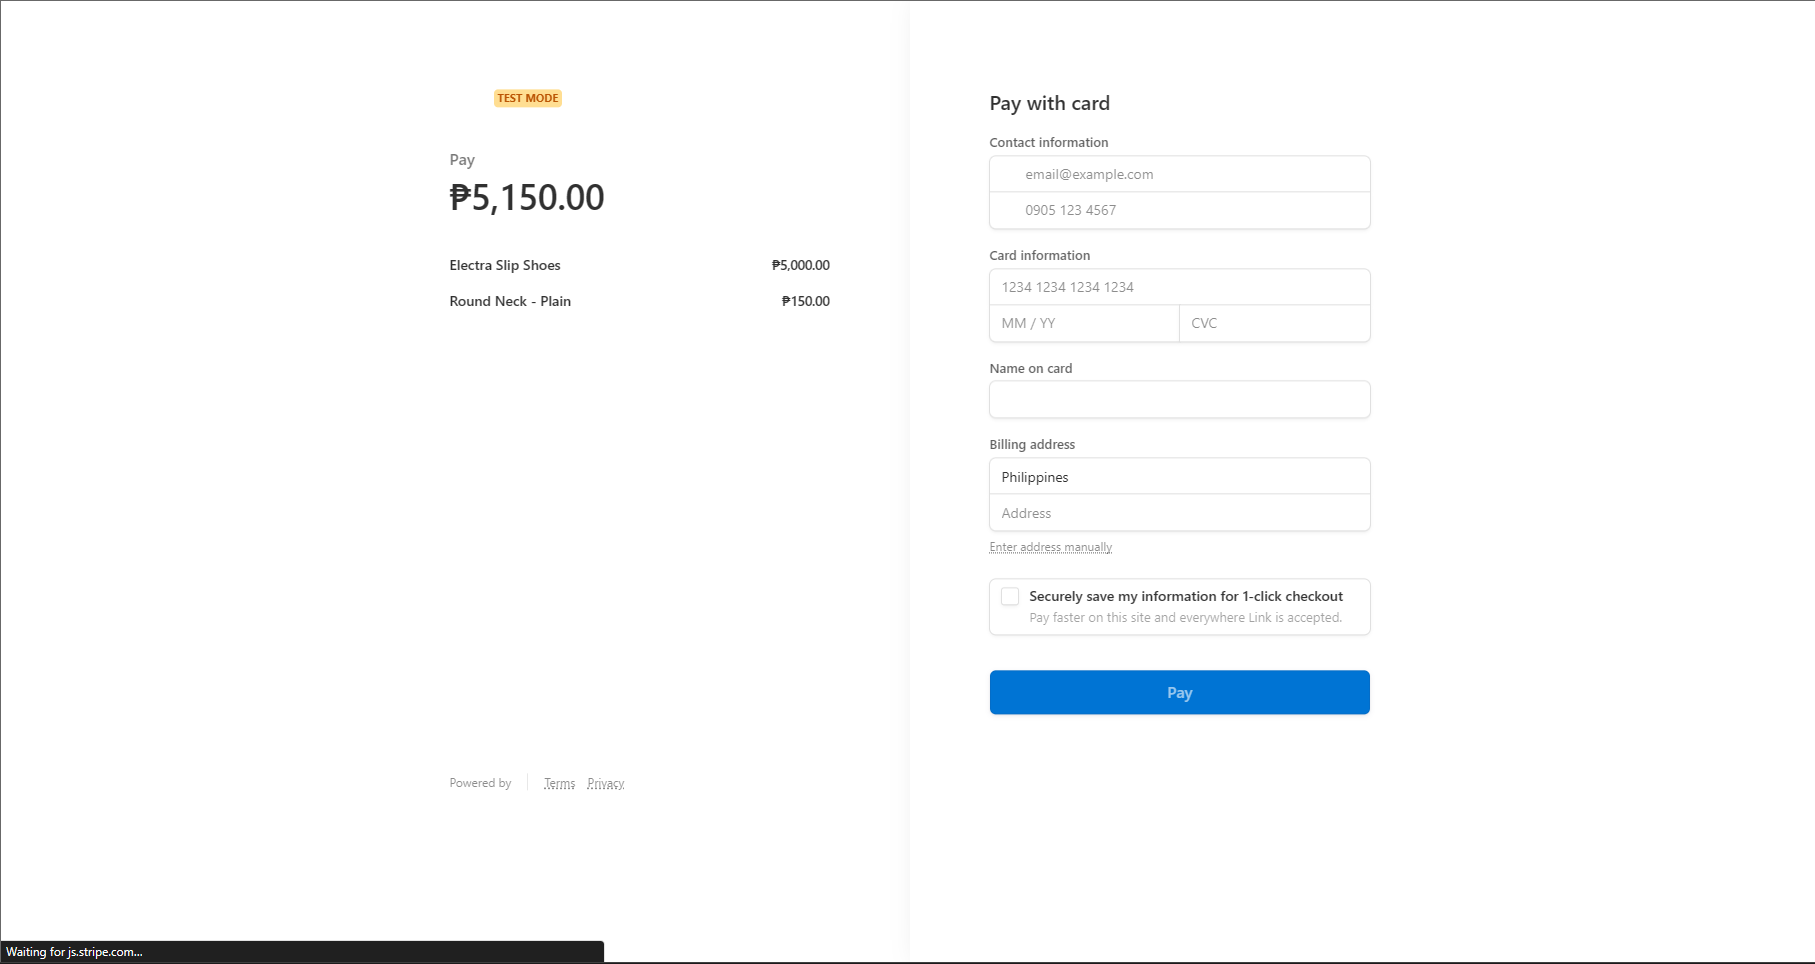 TEST MODE
Pay
₱5,150.00
Electra Slip Shoes ₱5,000.00
Round Neck - Plain ₱150.00
Powered by Terms Privacy
Pay with card
Contact information
email@example.com
0905 123 4567
Card information
1234 1234 1234 1234
MM / YY CVC
Name on card
Billing address
Philippines
Address
Enter address manually
Securely save my information for 1-click checkout
Pay faster on this site and everywhere Link is accepted.
Pay
Waiting for js.stripe.com...